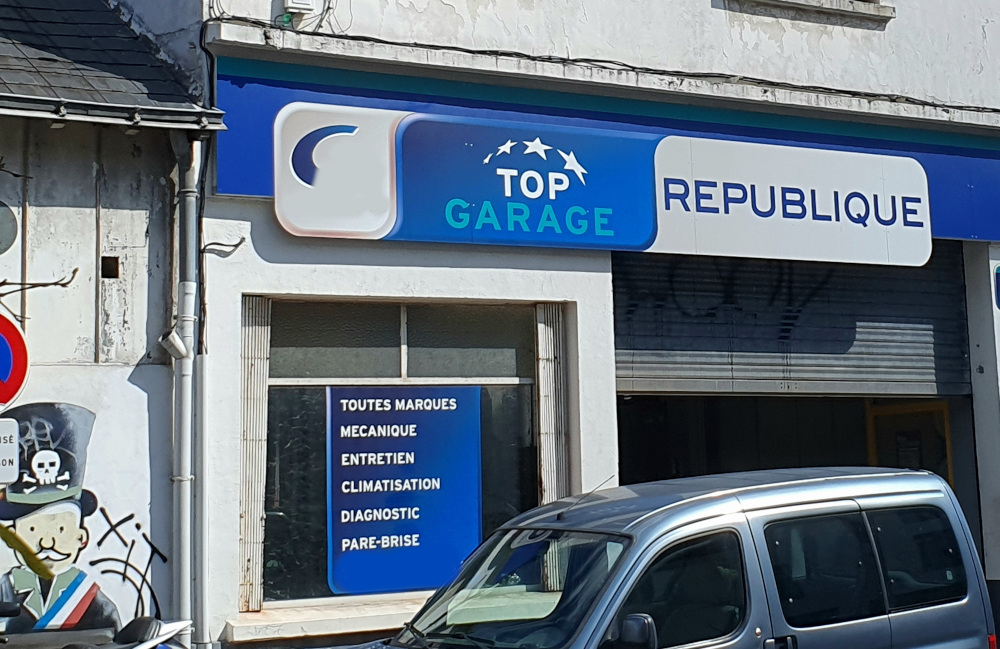 TOP
GARAGE
REPUBLIQUE
TOUTES MARQUES
MECANIQUE
ENTRETIEN
CLIMATISATION
DIAGNOSTIC
PARE-BRISE